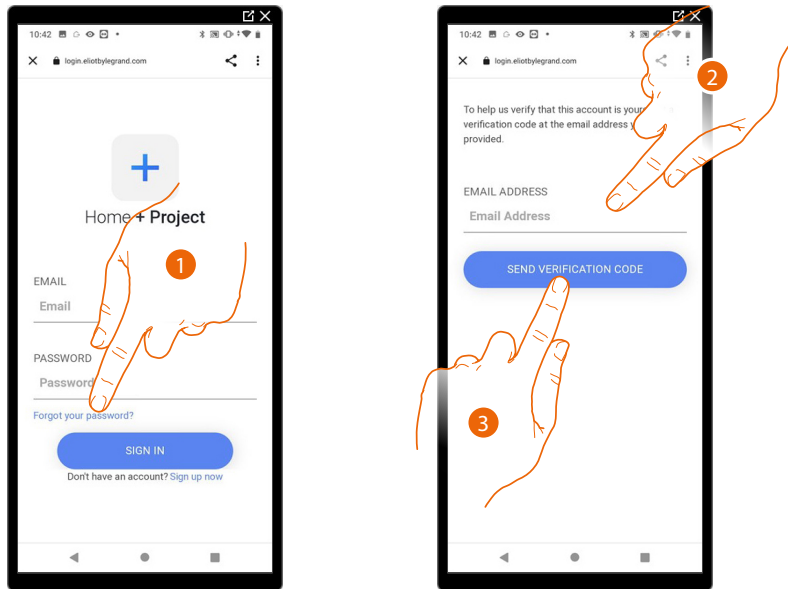 10:42
login.eliotbylegrand.com
Home + Project
1
EMAIL
Email
PASSWORD
Password
Forgot your password?
SIGN IN
Don't have an account? Sign up now
10:42
login.eliotbylegrand.com
2
To help us verify that this account is
verification code at the email address
provided.
EMAIL ADDRESS
Email Address
SEND VERIFICATION CODE
3